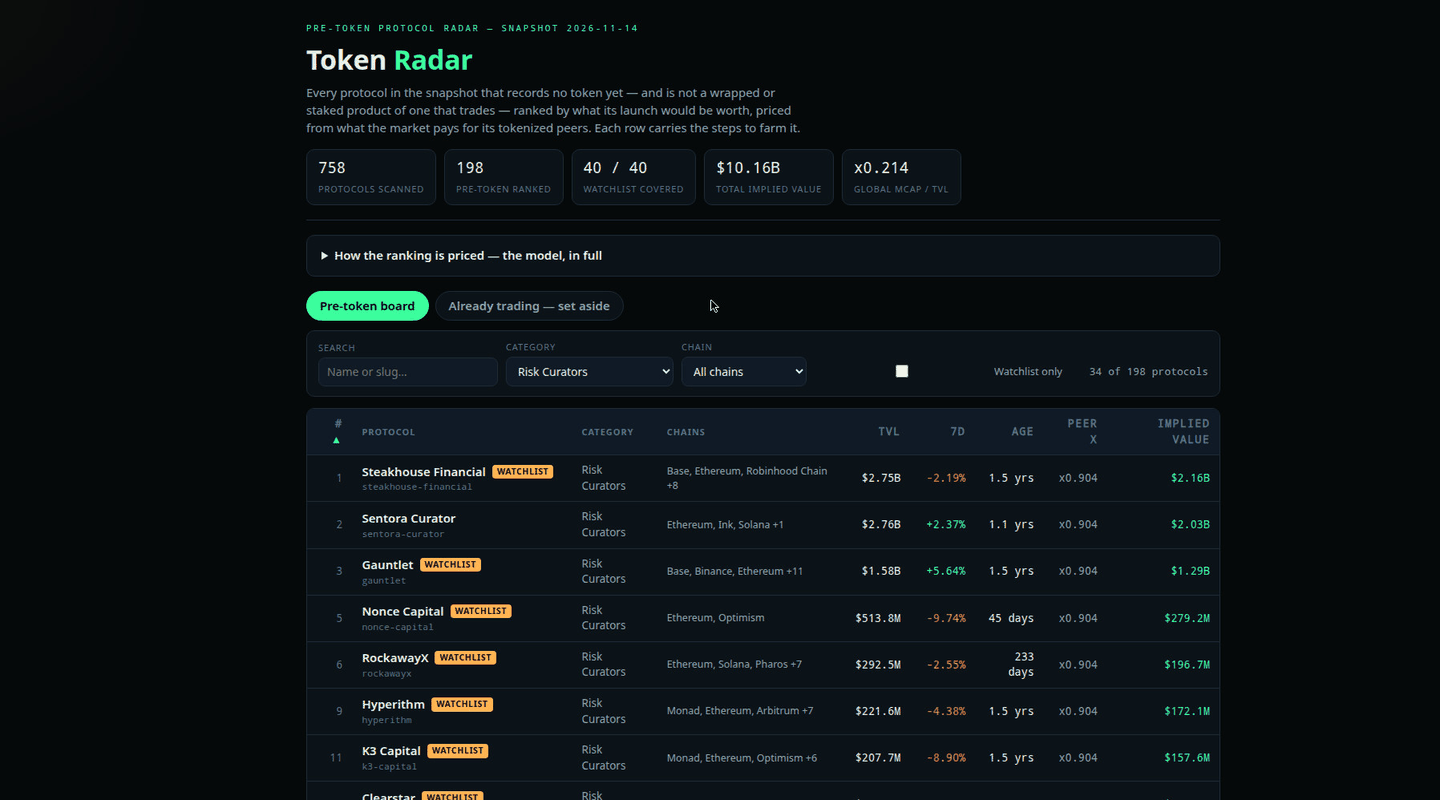 PRE-TOKEN PROTOCOL RADAR — SNAPSHOT 2026-11-14
Token Radar
Every protocol in the snapshot that records no token yet — and is not a wrapped or
staked product of one that trades — ranked by what its launch would be worth, priced
from what the market pays for its tokenized peers. Each row carries the steps to farm it.
758 198 40 / 40 $10.16B x0.214
PROTOCOLS SCANNED PRE-TOKEN RANKED WATCHLIST COVERED TOTAL IMPLIED VALUE GLOBAL MCAP / TVL
▶ How the ranking is priced — the model, in full
Pre-token board Already trading — set aside
SEARCH CATEGORY CHAIN
Name or slug... Risk Curators All chains Watchlist only 34 of 198 protocols
# ▲ PROTOCOL CATEGORY CHAINS TVL 7D AGE PEER X IMPLIED VALUE
1 Steakhouse Financial WATCHLIST Risk Curators Base, Ethereum, Robinhood Chain +8 $2.75B -2.19% 1.5 yrs x0.904 $2.16B
steakhouse-financial
2 Sentora Curator Risk Curators Ethereum, Ink, Solana +1 $2.76B +2.37% 1.1 yrs x0.904 $2.03B
sentora-curator
3 Gauntlet WATCHLIST Risk Curators Base, Binance, Ethereum +11 $1.58B +5.64% 1.5 yrs x0.904 $1.29B
gauntlet
5 Nonce Capital WATCHLIST Risk Curators Ethereum, Optimism $513.8M -9.74% 45 days x0.904 $279.2M
nonce-capital
6 RockawayX WATCHLIST Risk Curators Ethereum, Solana, Pharos +7 $292.5M -2.55% 233 days x0.904 $196.7M
rockawayx
9 Hyperithm WATCHLIST Risk Curators Monad, Ethereum, Arbitrum +7 $221.6M -4.38% 1.5 yrs x0.904 $172.1M
hyperithm
11 K3 Capital WATCHLIST Risk Curators Monad, Ethereum, Optimism +6 $207.7M -8.90% 1.5 yrs x0.904 $157.6M
k3-capital
Clearstar WATCHLIST Risk